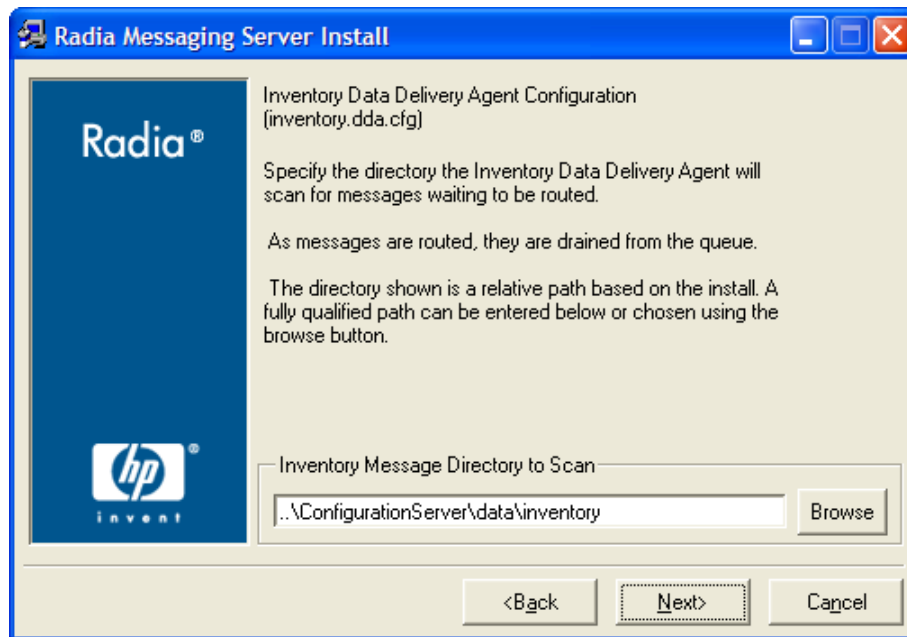 Radia Messaging Server Install
Radia®
Inventory Data Delivery Agent Configuration
(inventory.dda.cfg)
Specify the directory the Inventory Data Delivery Agent will
scan for messages waiting to be routed.
As messages are routed, they are drained from the queue.
The directory shown is a relative path based on the install. A
fully qualified path can be entered below or chosen using the
browse button.
hp®
invent
Inventory Message Directory to Scan
..\ConfigurationServer\data\inventory
Browse
<Back
Next>
Cancel